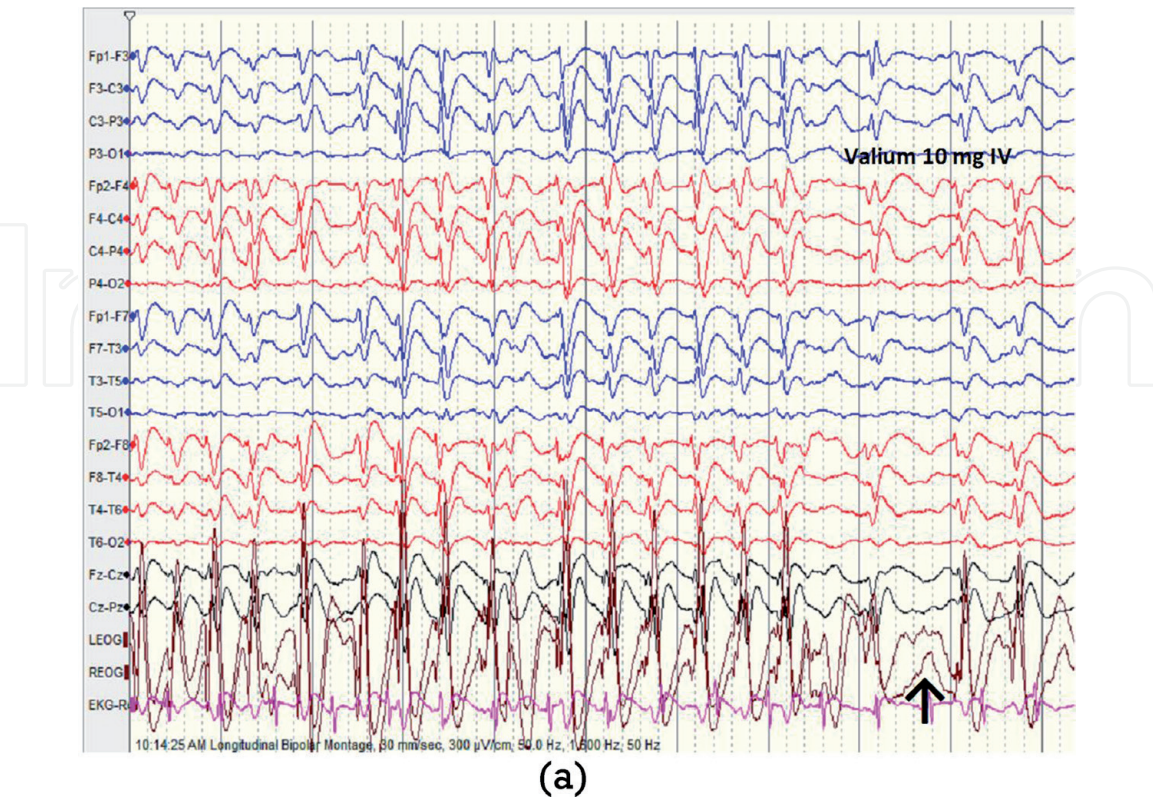 Fp1-F3
F3-C3
C3-P3
P3-O1
Valium 10 mg IV
Fp2-F4
F4-C4
C4-P4
P4-O2
Fp1-F7
F7-T3
T3-T5
T5-O1
Fp2-F8
F8-T4
T4-T6
T6-O2
Fz-Cz
Cz-Pz
LEOG
REOG
EKG-R
10:14:25 AM Longitudinal Bipolar Montage, 30 mm/sec, 300 µV/cm, 50.0 Hz, 1.600 Hz, 50 Hz
(a)